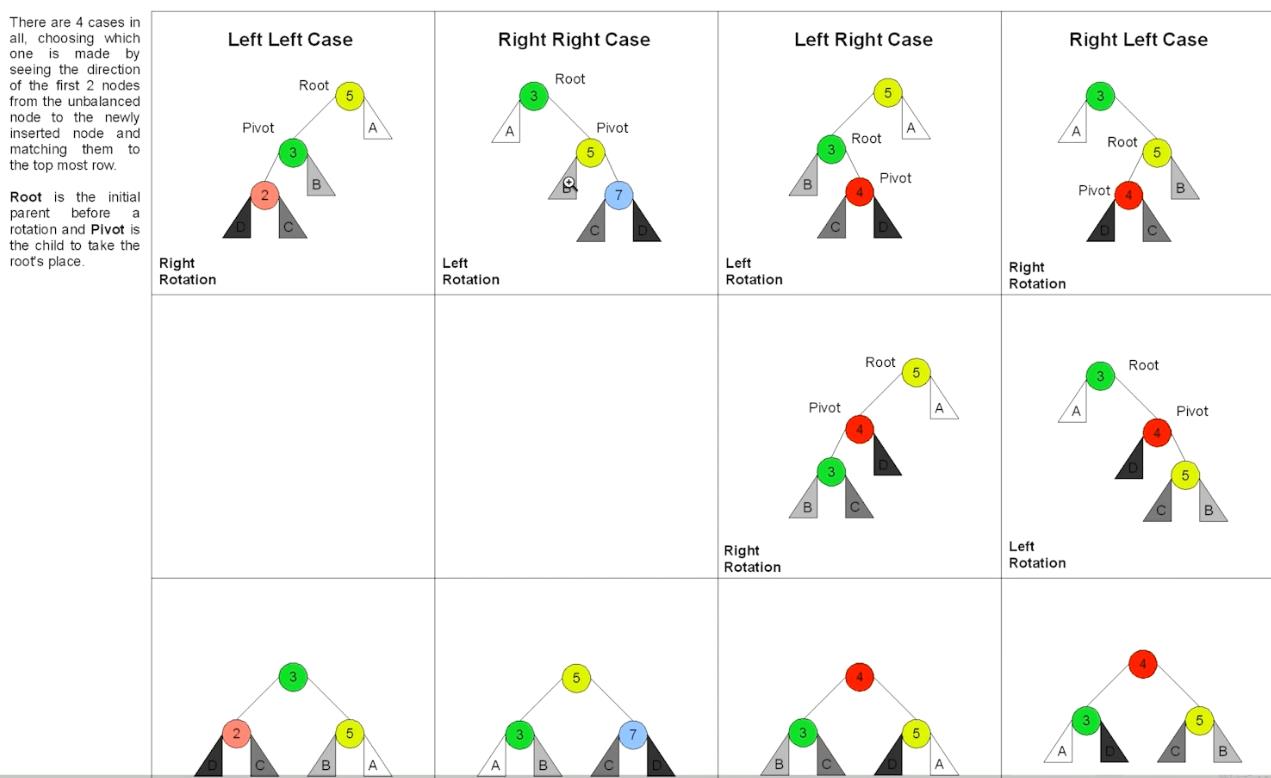 There are 4 cases in
all, choosing which
one is made by
seeing the direction
of the first 2 nodes
from the unbalanced
node to the newly
inserted node and
matching them to
the top most row.
Root is the initial
parent before a
rotation and Pivot is
the child to take the
root's place.
Left Left Case
Root
5
A
Pivot
3
B
2
D
C
Right
Rotation
Right Right Case
Root
3
A
Pivot
5
B
7
C
D
Left
Rotation
Left Right Case
5
A
3
Root
B
4
Pivot
C
D
Left
Rotation
Right Left Case
3
A
Root
5
B
Pivot
4
D
C
Right
Rotation
Root
5
A
Pivot
4
D
3
B
C
Right
Rotation
3
Root
A
Pivot
4
D
5
C
B
Left
Rotation
3
2
5
D
C
B
A
5
3
7
A
B
C
D
4
3
5
B
C
D
A
4
3
5
A
D
C
B